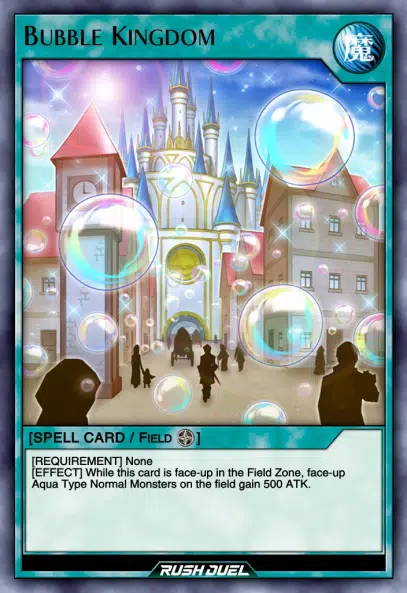 BUBBLE KINGDOM
魔
[SPELL CARD / FIELD ]
[REQUIREMENT] None
[EFFECT] While this card is face-up in the Field Zone, face-up
Aqua Type Normal Monsters on the field gain 500 ATK.
RUSH DUEL